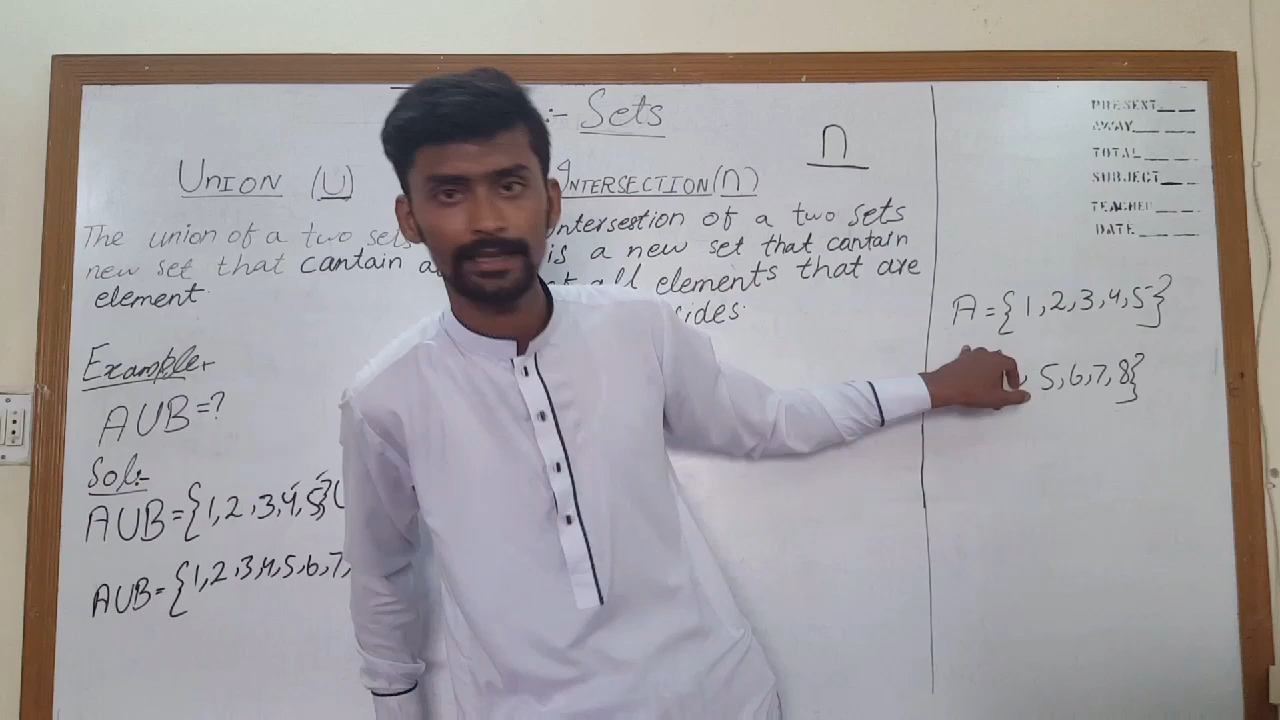 :- Sets
UNION (U)
The union of a two sets
new set that cantain a
element
Example:-
AUB=?
Sol:-
AUB={1,2,3,4,5}U
AUB={1,2,3,4,5,6,7,
∩
INTERSECTION(∩)
intersestion of a two sets
is a new set that cantain
all elements that are
sides.
PRESENT
AWAY
TOTAL
SUBJECT
TEACHER
DATE
A={1,2,3,4,5}
, 5,6,7,8}